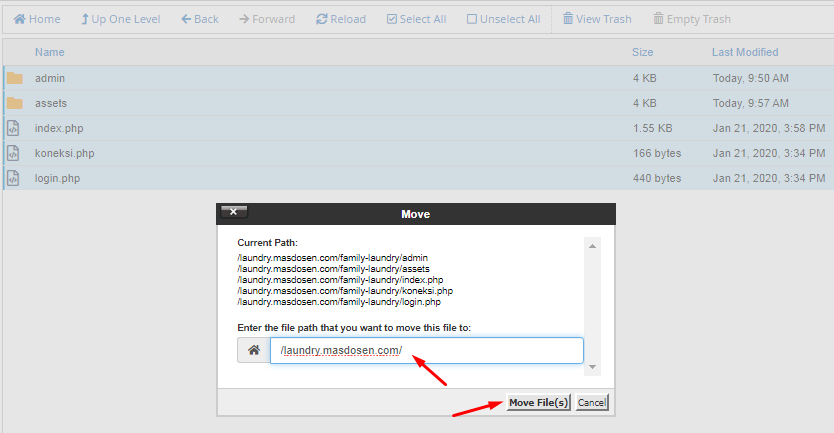 Home Up One Level Back Forward Reload Select All Unselect All View Trash Empty Trash
Name Size Last Modified
admin 4 KB Today, 9:50 AM
assets 4 KB Today, 9:57 AM
index.php 1.55 KB Jan 21, 2020, 3:58 PM
koneksi.php 166 bytes Jan 21, 2020, 3:34 PM
login.php 440 bytes Jan 21, 2020, 3:34 PM
Move
Current Path:
/laundry.masdosen.com/family-laundry/admin
/laundry.masdosen.com/family-laundry/assets
/laundry.masdosen.com/family-laundry/index.php
/laundry.masdosen.com/family-laundry/koneksi.php
/laundry.masdosen.com/family-laundry/login.php
Enter the file path that you want to move this file to:
/laundry.masdosen.com/
Move File(s) Cancel